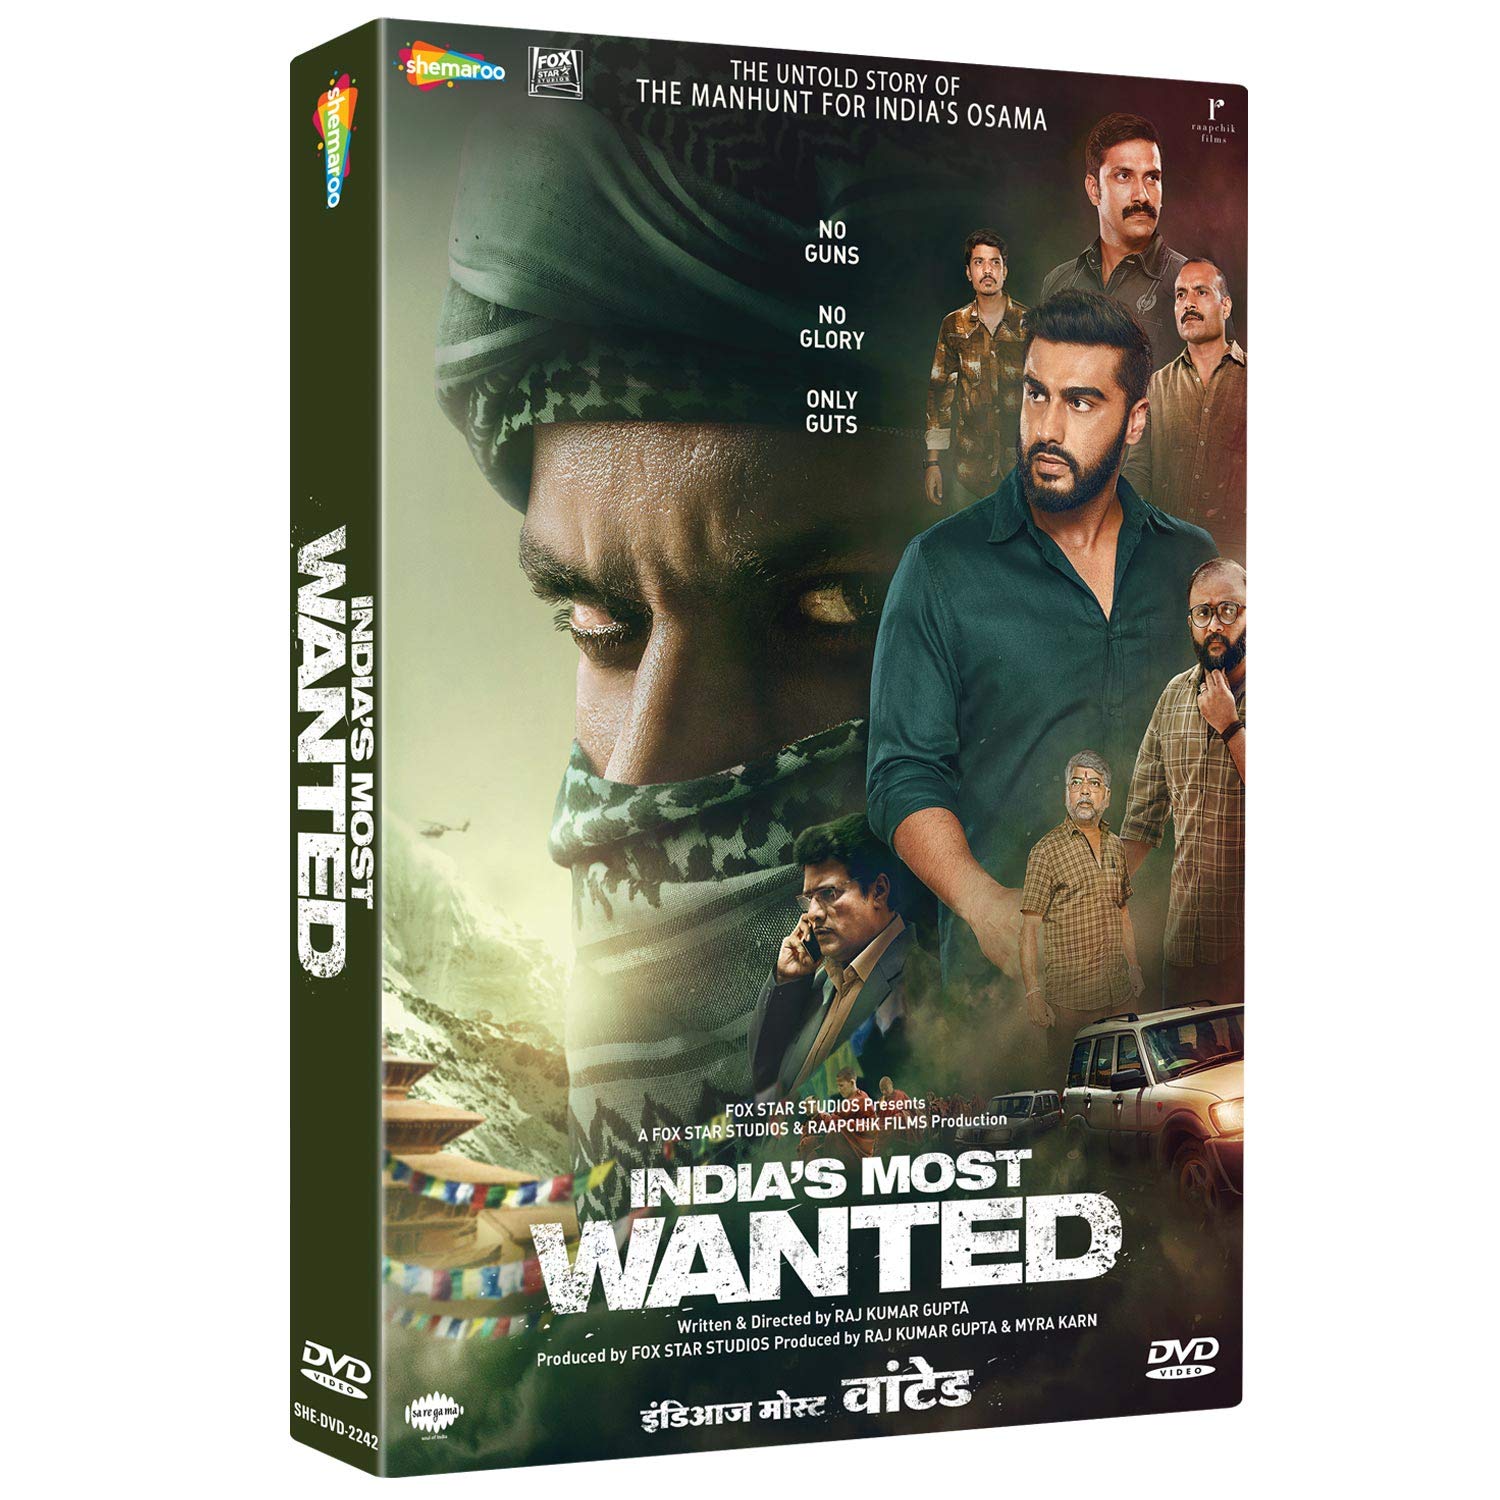 shemaroo
INDIA'S MOST
WANTED
DVD
VIDEO
SHE-DVD-2242
shemaroo
FOX
STAR
STUDIOS
THE UNTOLD STORY OF
THE MANHUNT FOR INDIA'S OSAMA
r
raapchik
films
NO
GUNS
NO
GLORY
ONLY
GUTS
FOX STAR STUDIOS Presents
A FOX STAR STUDIOS & RAAPCHIK FILMS Production
INDIA'S MOST
WANTED
Written & Directed by RAJ KUMAR GUPTA
Produced by FOX STAR STUDIOS Produced by RAJ KUMAR GUPTA & MYRA KARN
इंडिआज मोस्ट वांटेड
DVD
VIDEO
saregama
soul of India